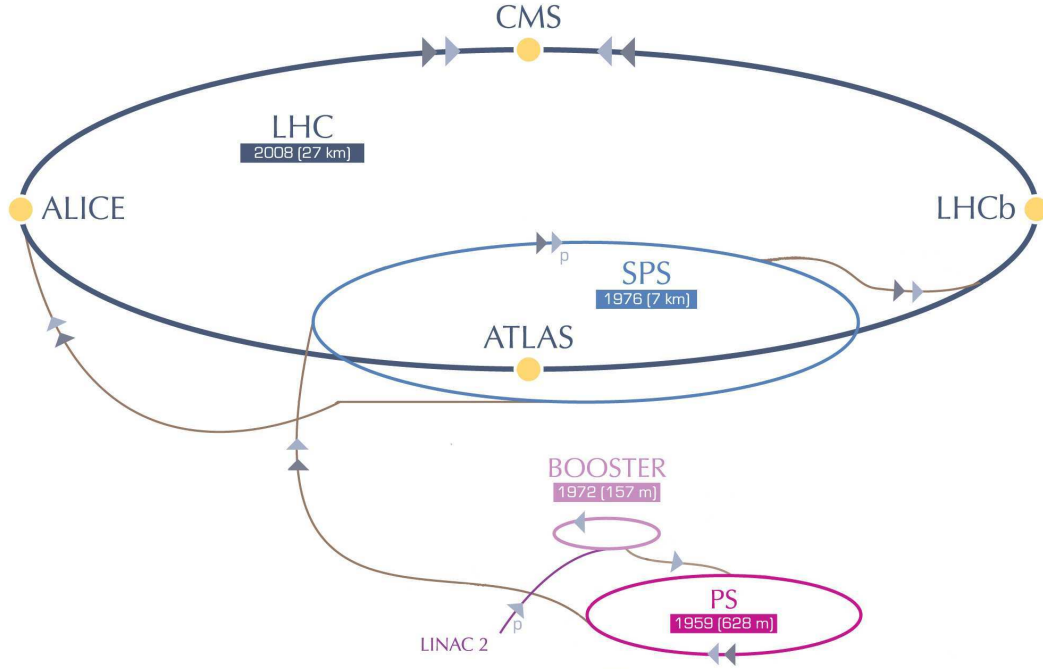 CMS
LHC
2008 (27 km)
ALICE
LHCb
p
SPS
1976 (7 km)
ATLAS
BOOSTER
1972 (157 m)
PS
1959 (628 m)
p
LINAC 2